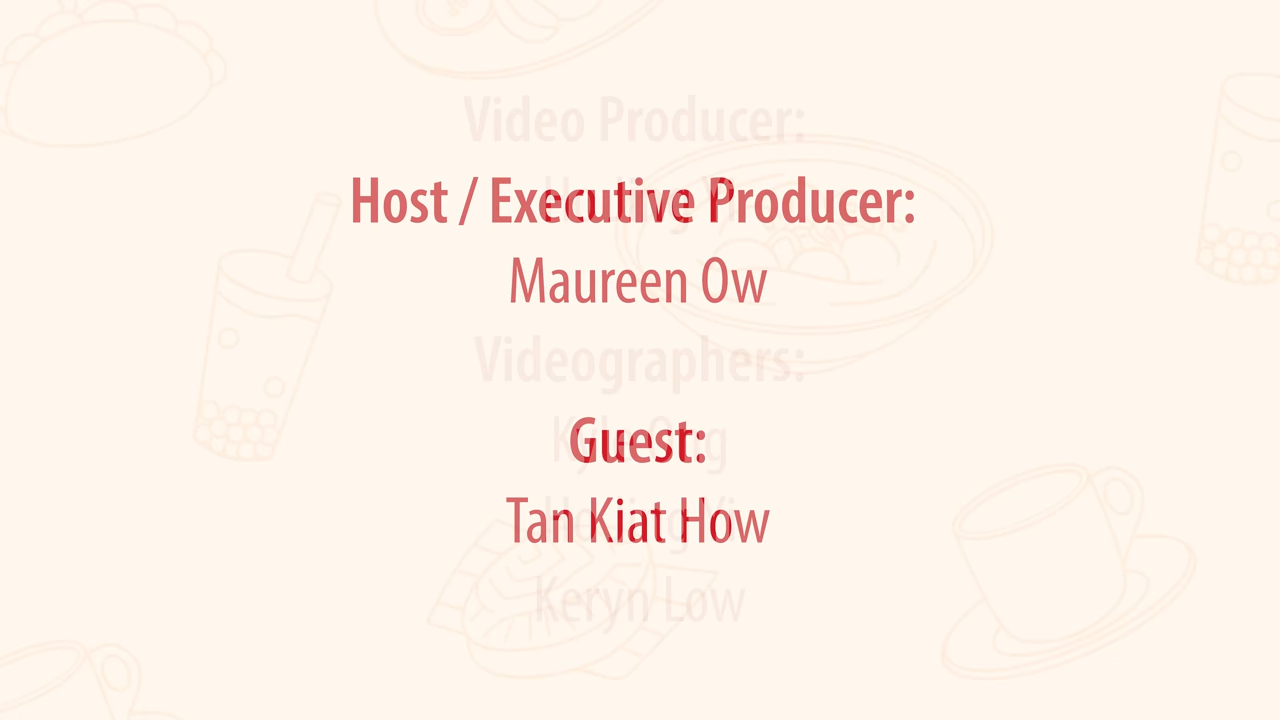 Video Producer:
Host / Executive Producer:
Maureen Ow
Videographers:
Guest:
Tan Kiat How
Keryn Low